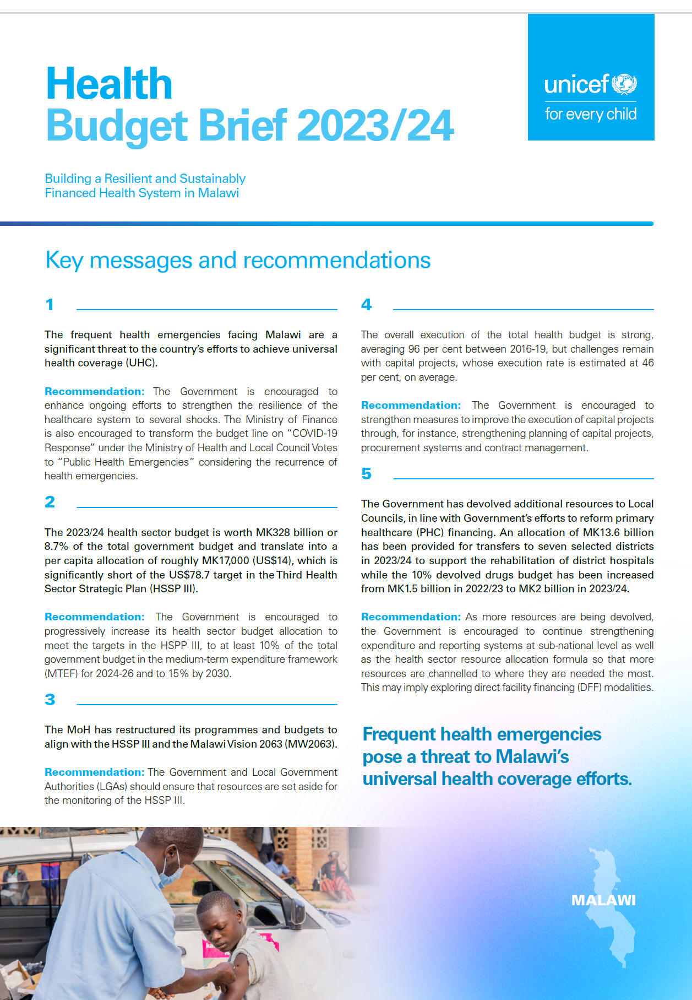 Health
Budget Brief 2023/24
unicef
for every child
Building a Resilient and Sustainably
Financed Health System in Malawi
Key messages and recommendations
1
The frequent health emergencies facing Malawi are a
significant threat to the country’s efforts to achieve universal
health coverage (UHC).
Recommendation: The Government is encouraged to
enhance ongoing efforts to strengthen the resilience of the
healthcare system to several shocks. The Ministry of Finance
is also encouraged to transform the budget line on “COVID-19
Response” under the Ministry of Health and Local Council Votes
to “Public Health Emergencies” considering the recurrence of
health emergencies.
2
The 2023/24 health sector budget is worth MK328 billion or
8.7% of the total government budget and translate into a
per capita allocation of roughly MK17,000 (US$14), which is
significantly short of the US$78.7 target in the Third Health
Sector Strategic Plan (HSSP III).
Recommendation: The Government is encouraged to
progressively increase its health sector budget allocation to
meet the targets in the HSPP III, to at least 10% of the total
government budget in the medium-term expenditure framework
(MTEF) for 2024-26 and to 15% by 2030.
3
The MoH has restructured its programmes and budgets to
align with the HSSP III and the Malawi Vision 2063 (MW2063).
Recommendation: The Government and Local Government
Authorities (LGAs) should ensure that resources are set aside for
the monitoring of the HSSP III.
4
The overall execution of the total health budget is strong,
averaging 96 per cent between 2016-19, but challenges remain
with capital projects, whose execution rate is estimated at 46
per cent, on average.
Recommendation: The Government is encouraged to
strengthen measures to improve the execution of capital projects
through, for instance, strengthening planning of capital projects,
procurement systems and contract management.
5
The Government has devolved additional resources to Local
Councils, in line with Government’s efforts to reform primary
healthcare (PHC) financing. An allocation of MK13.6 billion
has been provided for transfers to seven selected districts
in 2023/24 to support the rehabilitation of district hospitals
while the 10% devolved drugs budget has been increased
from MK1.5 billion in 2022/23 to MK2 billion in 2023/24.
Recommendation: As more resources are being devolved,
the Government is encouraged to continue strengthening
expenditure and reporting systems at sub-national level as well
as the health sector resource allocation formula so that more
resources are channelled to where they are needed the most.
This may imply exploring direct facility financing (DFF) modalities.
Frequent health emergencies
pose a threat to Malawi’s
universal health coverage efforts.
MALAWI